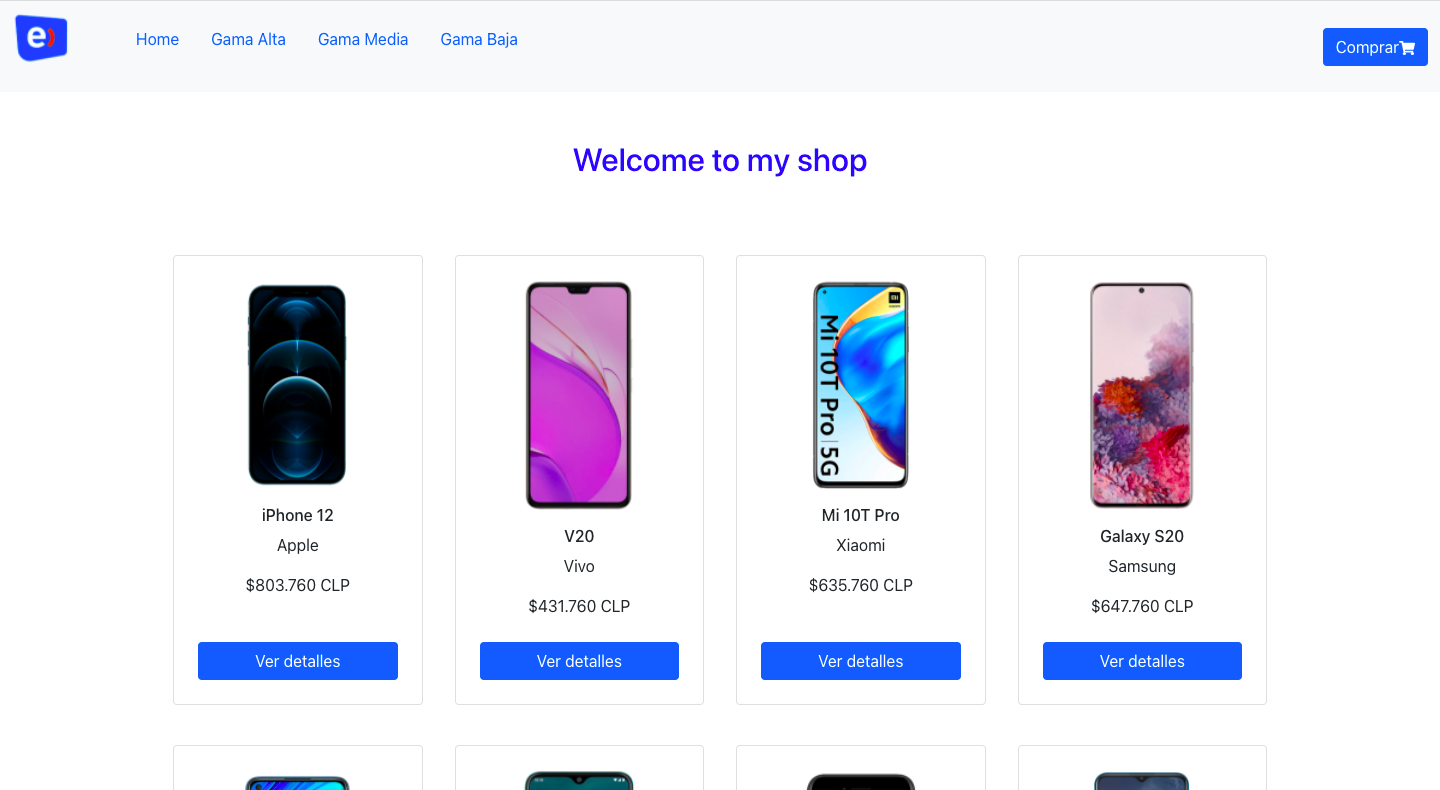 e)
Home
Gama Alta
Gama Media
Gama Baja
Comprar
Welcome to my shop
Mi 10T Pro | 5G
iPhone 12
Apple
$803.760 CLP
Ver detalles
V20
Vivo
$431.760 CLP
Ver detalles
Mi 10T Pro
Xiaomi
$635.760 CLP
Ver detalles
Galaxy S20
Samsung
$647.760 CLP
Ver detalles